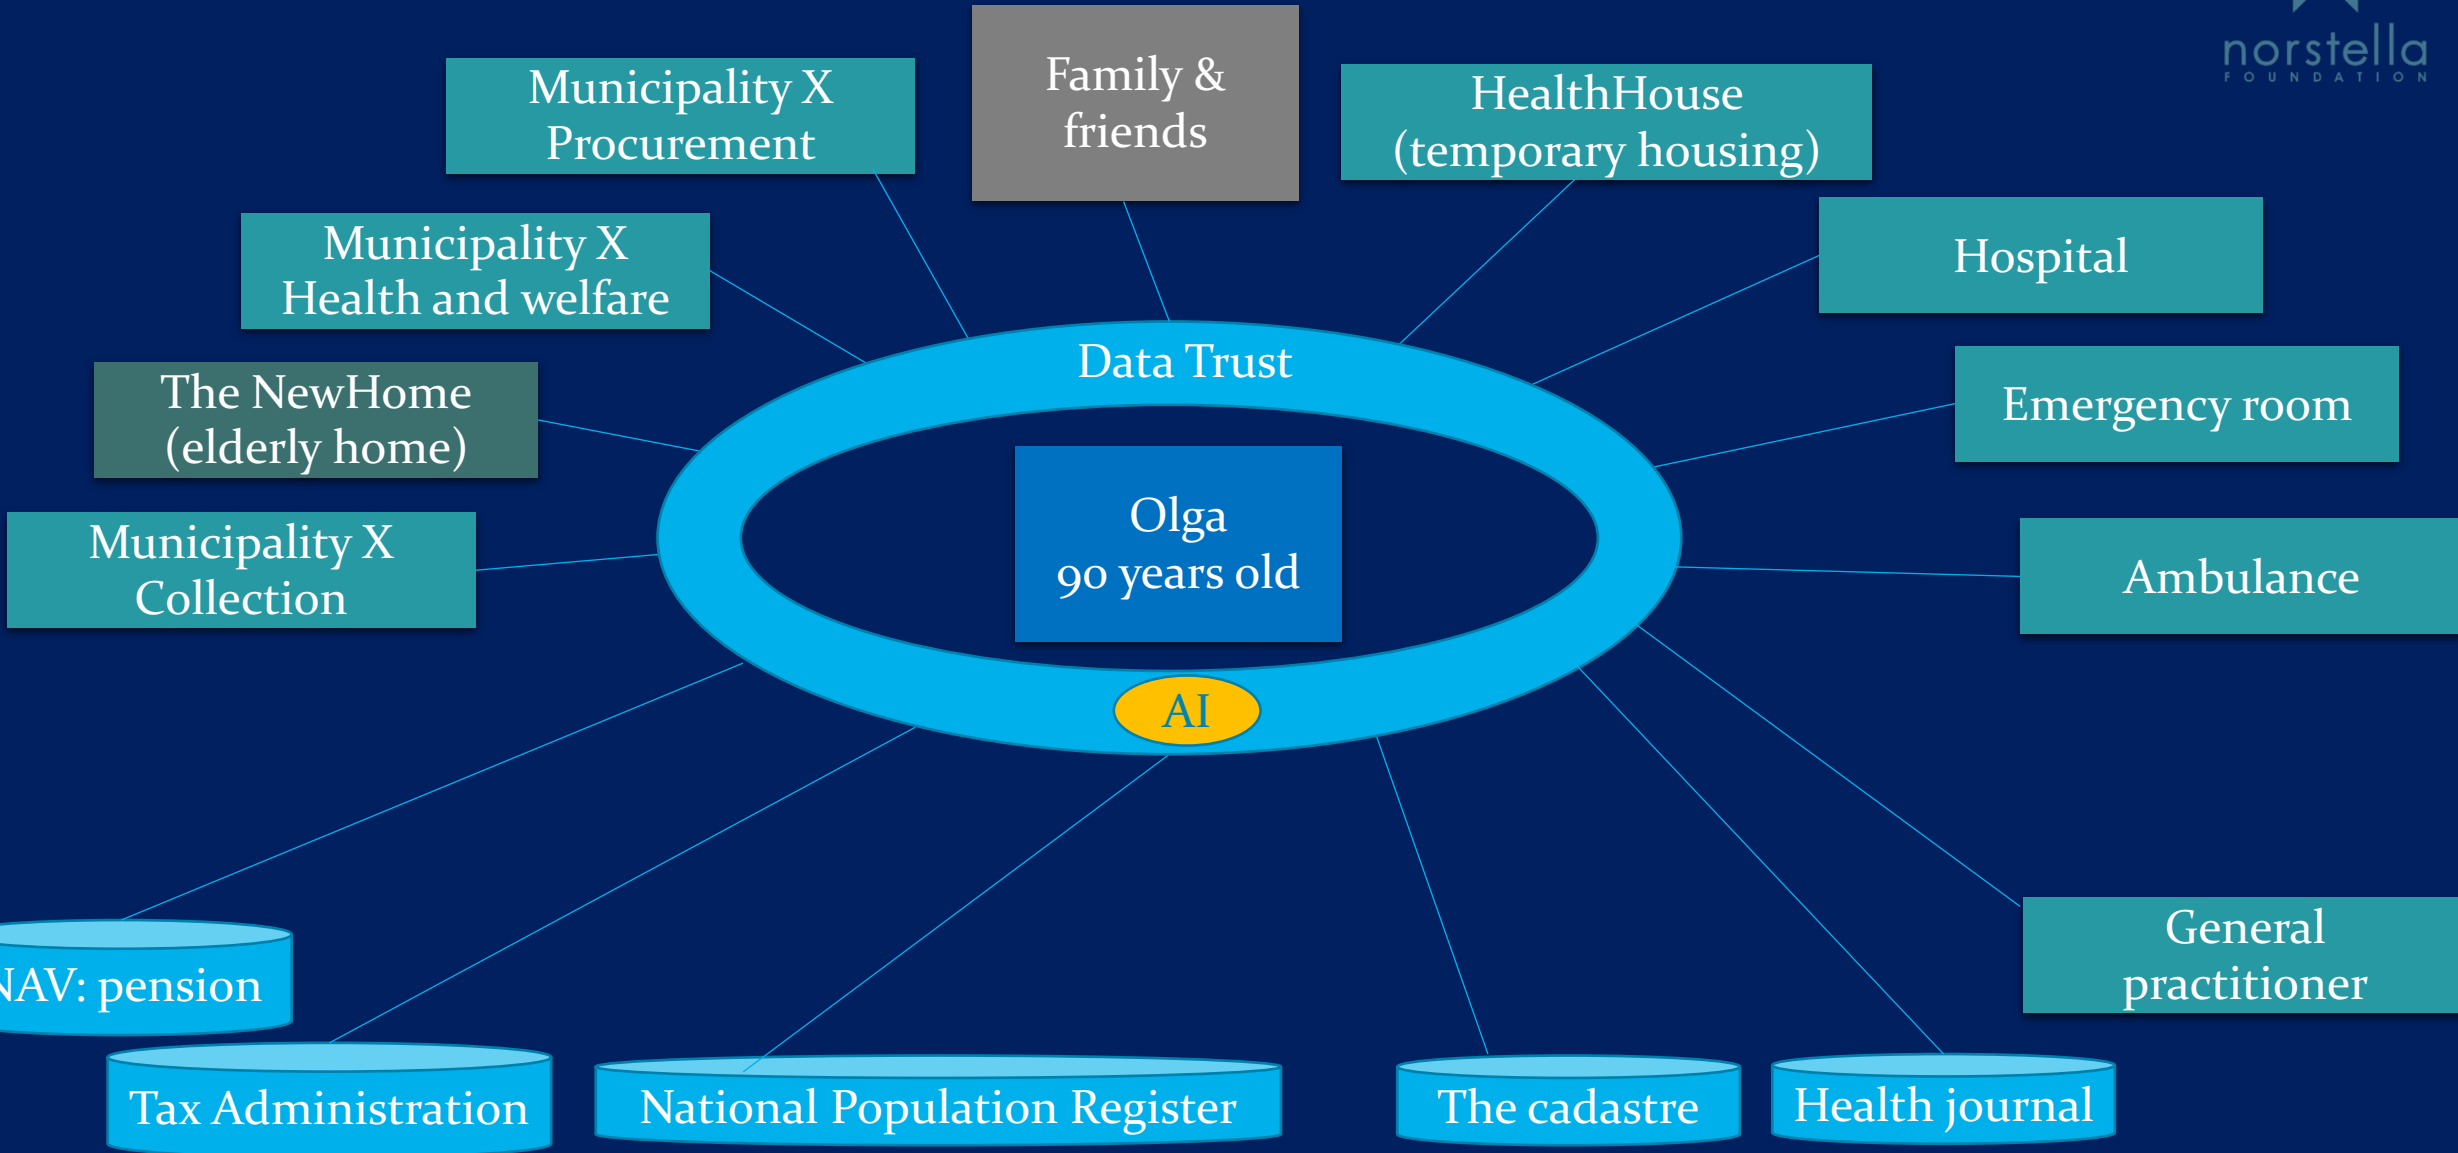 norstella
FOUNDATION
Family &
friends
Municipality X
Procurement
HealthHouse
(temporary housing)
Municipality X
Health and welfare
Hospital
Data Trust
The NewHome
(elderly home)
Emergency room
Olga
90 years old
Municipality X
Collection
Ambulance
AI
General
practitioner
NAV: pension
Tax Administration
National Population Register
The cadastre
Health journal